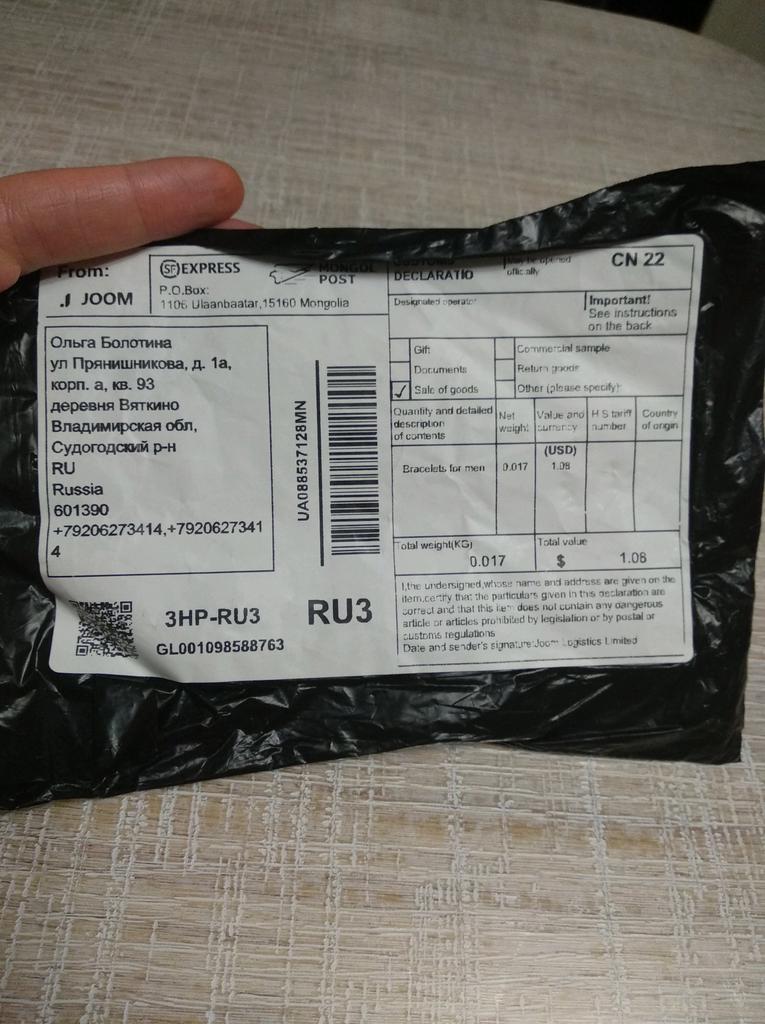 From:
JOOM
SF EXPRESS
MONGOL
POST
P.O.Box:
1106 Ulaanbaatar,15160 Mongolia
CUSTOMS
DECLARATIO
May be opened
officially
CN 22
Designated operator
Important!
See instructions
on the back
Gift
Commercial sample
Documents
Return goods
✓ Sale of goods
Other (please specify):
Quantity and detailed
description
of contents
Net
weight
Value and
currency
H S tariff
number
Country
of origin
(USD)
Bracelets for men 0.017 1.08
Total weight(KG)
0.017
Total value
$ 1.08
I,the undersigned,whose name and address are given on the
item,certify that the particulars given in this declaration are
correct and that this item does not contain any dangerous
article or articles prohibited by legislation or by postal or
customs regulations
Date and sender's signature:Joom Logistics Limited
Ольга Болотина
ул Прянишникова, д. 1а,
корп. а, кв. 93
деревня Вяткино
Владимирская обл,
Судогодский р-н
RU
Russia
601390
+79206273414,+7920627341
4
UA088537128MN
3HP-RU3
RU3
GL001098588763